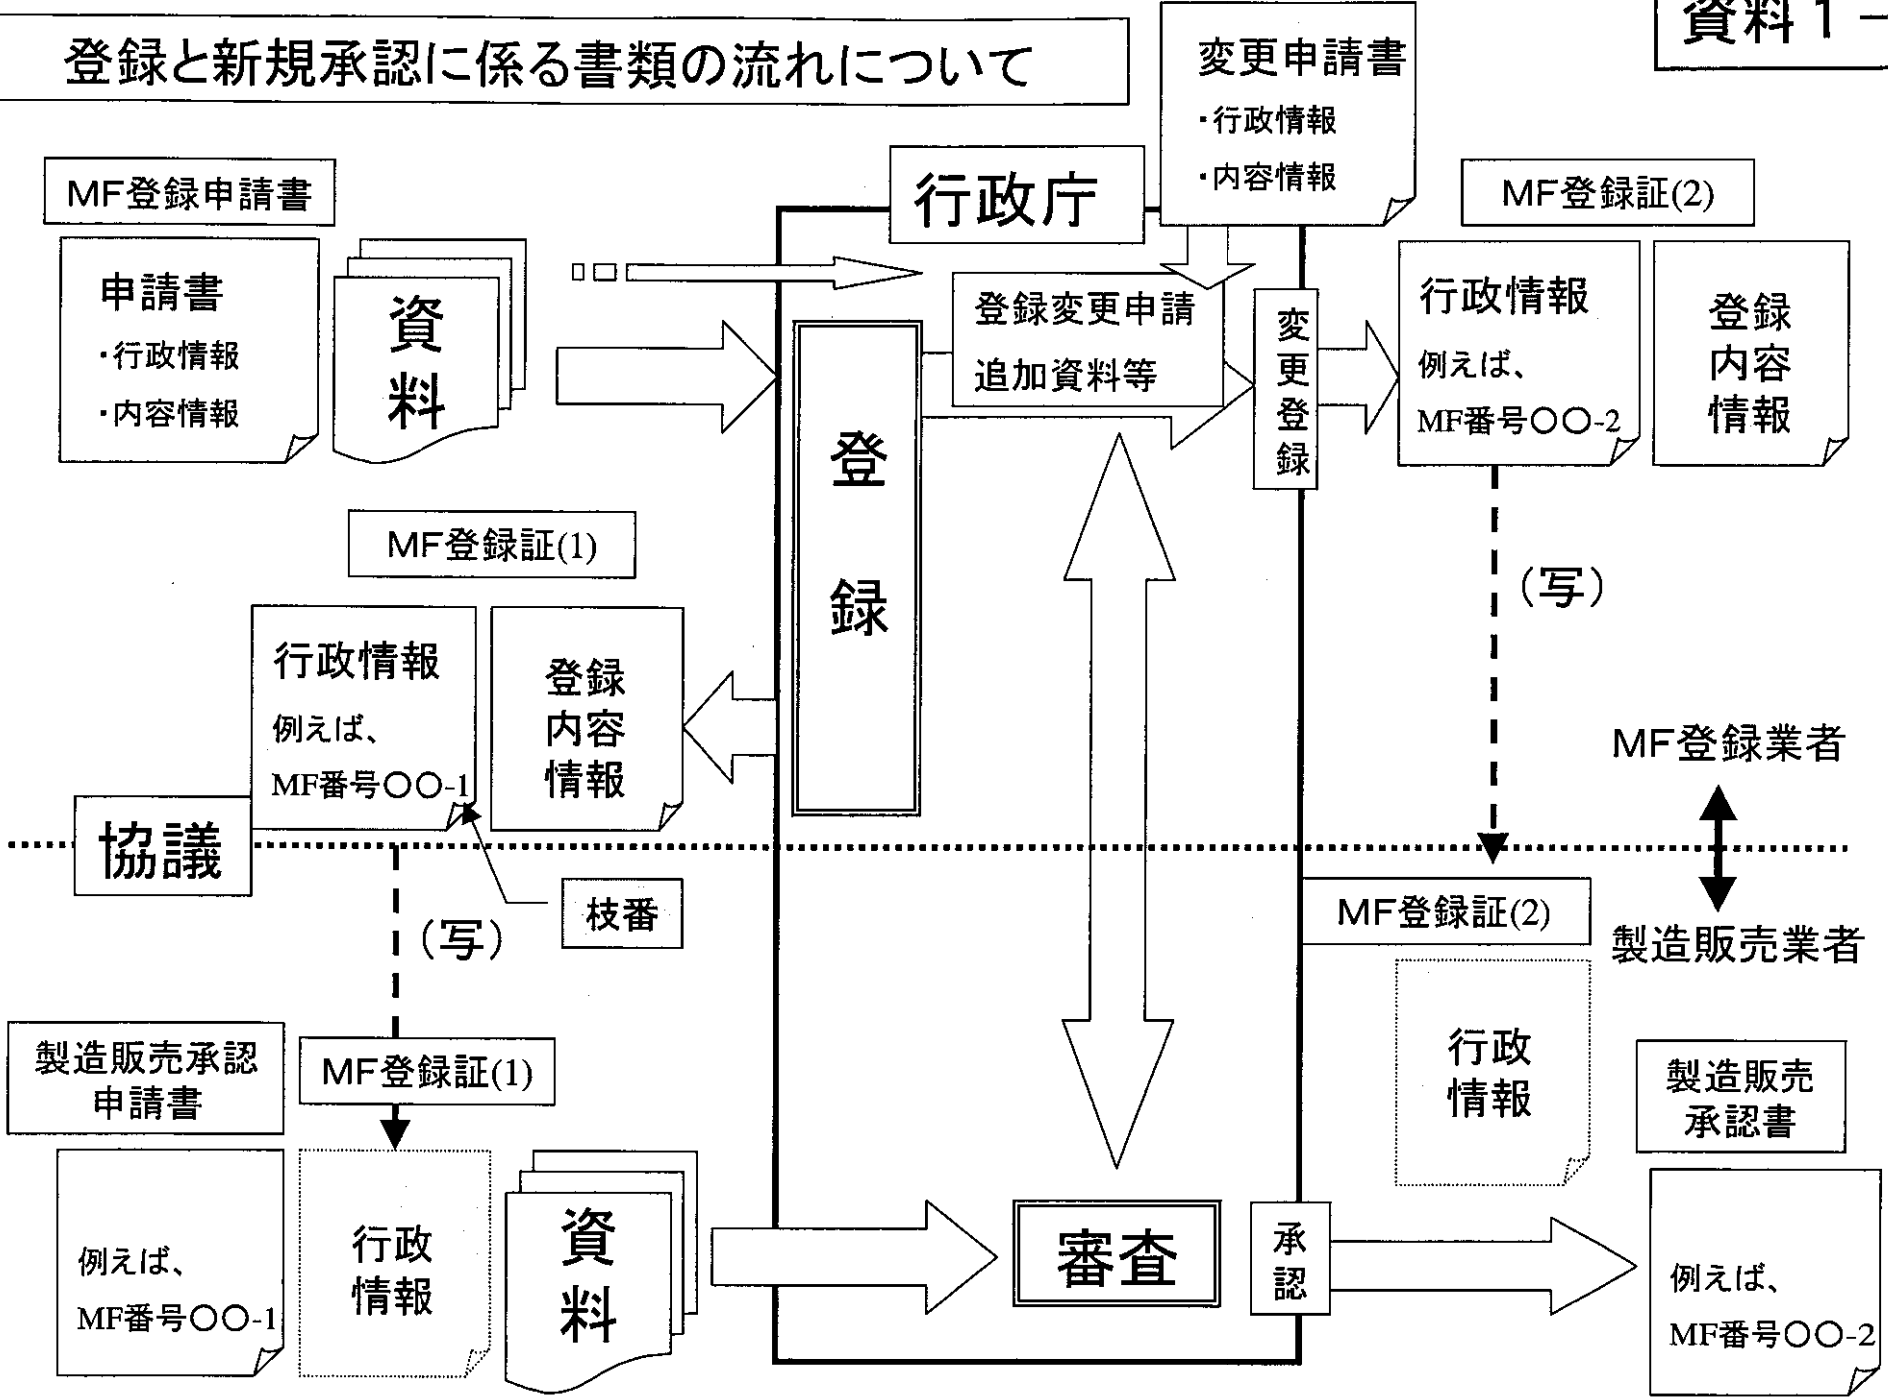 資料1－
登録と新規承認に係る書類の流れについて
変更申請書
・行政情報
・内容情報
行政庁
MF登録申請書
申請書
・行政情報
・内容情報
資
料
登録変更申請
追加資料等
変
更
登
録
MF登録証(2)
行政情報
例えば、
MF番号〇〇-2
登録
内容
情報
登
録
MF登録証(1)
行政情報
例えば、
MF番号〇〇-1
登録
内容
情報
(写)
MF登録業者
協議
枝番
(写)
MF登録証(2)
製造販売業者
行政
情報
製造販売承認
申請書
MF登録証(1)
製造販売
承認書
例えば、
MF番号〇〇-1
行政
情報
資
料
審査
承
認
例えば、
MF番号〇〇-2